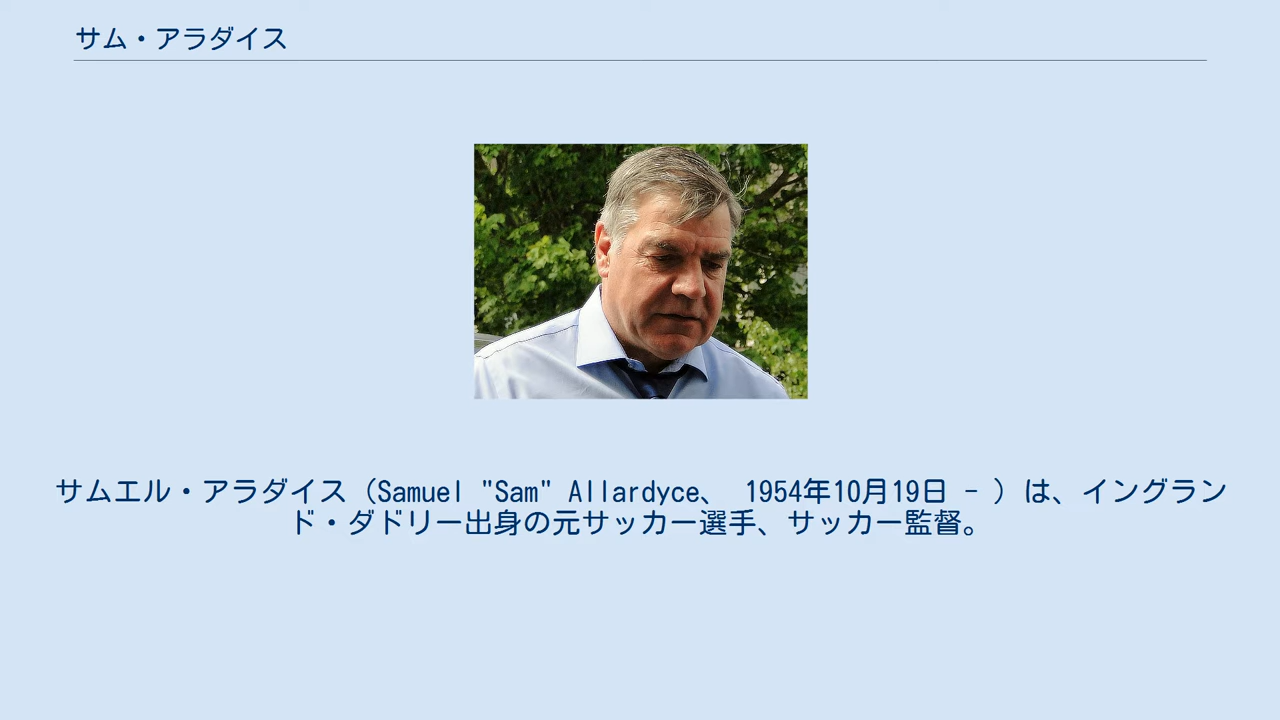 サム・アラダイス
サムエル・アラダイス（Samuel "Sam" Allardyce、 1954年10月19日 - ）は、イングラン
ド・ダドリー出身の元サッカー選手、サッカー監督。